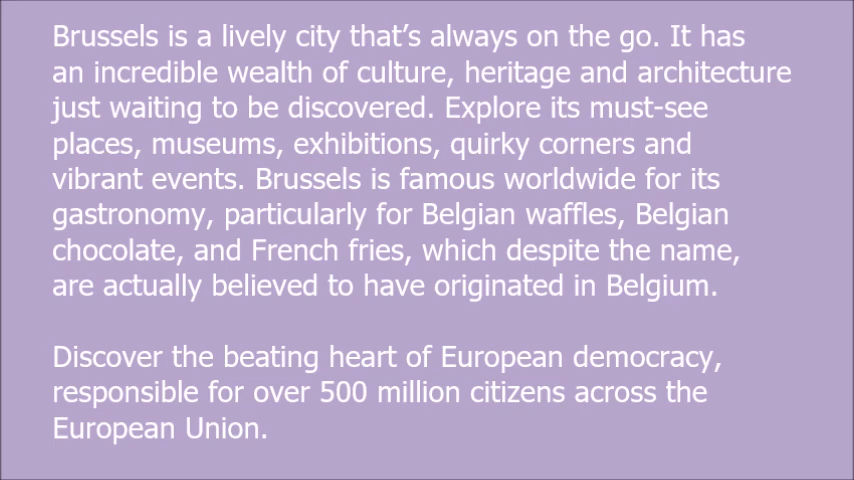 Brussels is a lively city that’s always on the go. It has
an incredible wealth of culture, heritage and architecture
just waiting to be discovered. Explore its must-see
places, museums, exhibitions, quirky corners and
vibrant events. Brussels is famous worldwide for its
gastronomy, particularly for Belgian waffles, Belgian
chocolate, and French fries, which despite the name,
are actually believed to have originated in Belgium.
Discover the beating heart of European democracy,
responsible for over 500 million citizens across the
European Union.